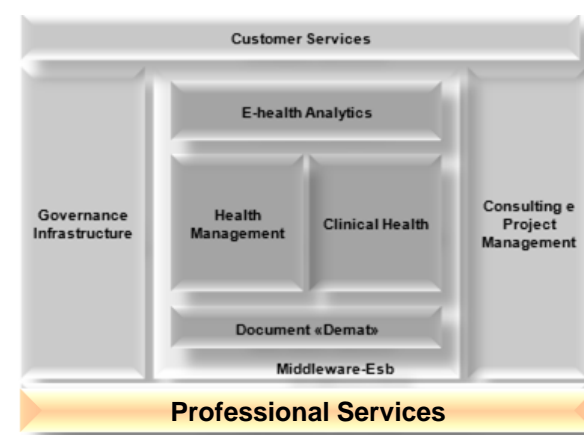 Customer Services
E-health Analytics
Governance
Infrastructure
Health
Management
Clinical Health
Consulting e
Project
Management
Document «Demat»
Middleware-Esb
Professional Services